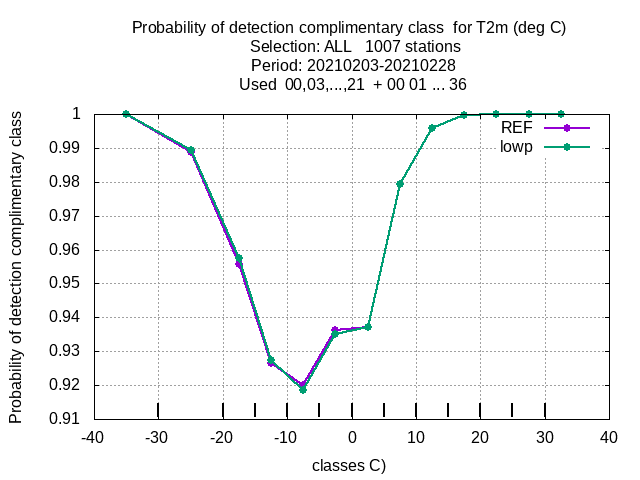 Probability of detection complimentary class  for T2m (deg C)
Selection: ALL   1007 stations
Period: 20210203-20210228
Used  00,03,...,21  + 00 01 ... 36
Probability of detection complimentary class
1
0.99
0.98
0.97
0.96
0.95
0.94
0.93
0.92
0.91
REF
lowp
-40 -30 -20 -10 0 10 20 30 40
classes C)